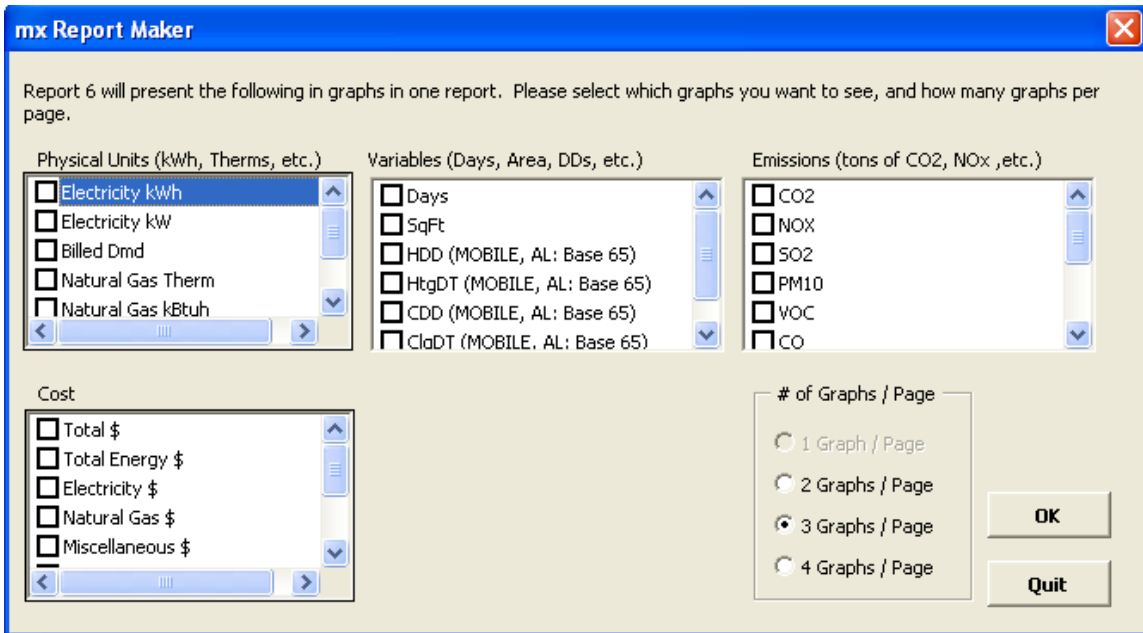 mx Report Maker
Report 6 will present the following in graphs in one report. Please select which graphs you want to see, and how many graphs per
page.
Physical Units (kWh, Therms, etc.)
Electricity kWh
Electricity kW
Billed Dmd
Natural Gas Therm
Natural Gas kBtuh
Variables (Days, Area, DDs, etc.)
Days
SqFt
HDD (MOBILE, AL: Base 65)
HtgDT (MOBILE, AL: Base 65)
CDD (MOBILE, AL: Base 65)
ClgDT (MOBILE, AL: Base 65)
Emissions (tons of CO2, NOx ,etc.)
CO2
NOX
SO2
PM10
VOC
CO
Cost
Total $
Total Energy $
Electricity $
Natural Gas $
Miscellaneous $
# of Graphs / Page
1 Graph / Page
2 Graphs / Page
3 Graphs / Page
4 Graphs / Page
OK
Quit